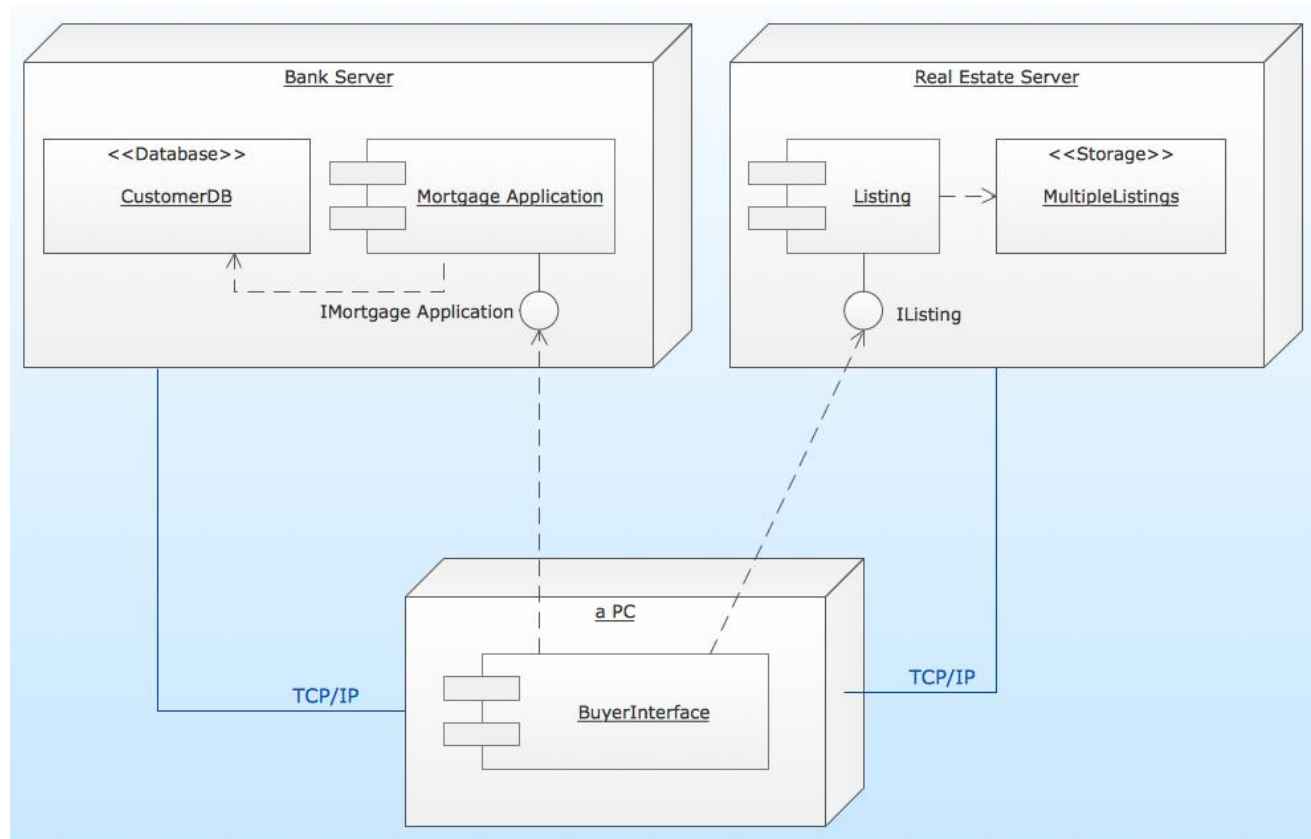 Bank Server
<<Database>>
CustomerDB
Mortgage Application
IMortgage Application
Real Estate Server
Listing
<<Storage>>
MultipleListings
IListing
a PC
BuyerInterface
TCP/IP
TCP/IP